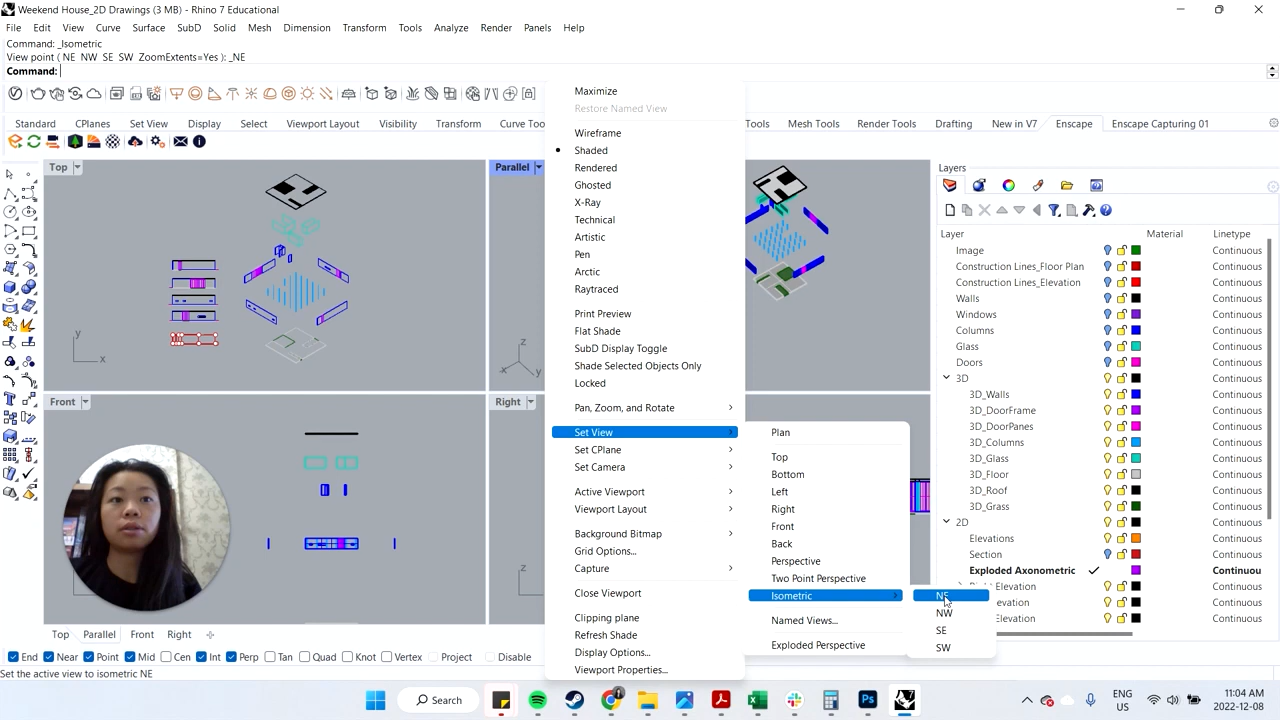 Weekend House_2D Drawings (3 MB) - Rhino 7 Educational
File Edit View Curve Surface SubD Solid Mesh Dimension Transform Tools Analyze Render Panels Help
Command: _Isometric
View point ( NE NW SE SW ZoomExtents=Yes ): _NE
Command:
Standard CPlanes Set View Display Select Viewport Layout Visibility Transform Curve Too Tools Mesh Tools Render Tools Drafting New in V7 Enscape Enscape Capturing 01
Top
Parallel
Front
Right
y
x
z
x
y
z
z
Maximize
Restore Named View
Wireframe
Shaded
Rendered
Ghosted
X-Ray
Technical
Artistic
Pen
Arctic
Raytraced
Print Preview
Flat Shade
SubD Display Toggle
Shade Selected Objects Only
Locked
Pan, Zoom, and Rotate
Set View
Set CPlane
Set Camera
Active Viewport
Viewport Layout
Background Bitmap
Grid Options...
Capture
Close Viewport
Clipping plane
Refresh Shade
Display Options...
Viewport Properties...
Plan
Top
Bottom
Left
Right
Front
Back
Perspective
Two Point Perspective
Isometric
Named Views...
Exploded Perspective
NE
NW
SE
SW
Layers
Layer Material Linetype
Image Continuous
Construction Lines_Floor Plan Continuous
Construction Lines_Elevation Continuous
Walls Continuous
Windows Continuous
Columns Continuous
Glass Continuous
Doors Continuous
3D Continuous
3D_Walls Continuous
3D_DoorFrame Continuous
3D_DoorPanes Continuous
3D_Columns Continuous
3D_Glass Continuous
3D_Floor Continuous
3D_Roof Continuous
3D_Grass Continuous
2D Continuous
Elevations Continuous
Section Continuous
Exploded Axonometric Continuou
Elevation Continuous
evation Continuous
Elevation Continuous
Top Parallel Front Right
End Near Point Mid Cen Int Perp Tan Quad Knot Vertex Project Disable
Set the active view to isometric NE
Search
ENG
US
11:04 AM
2022-12-08